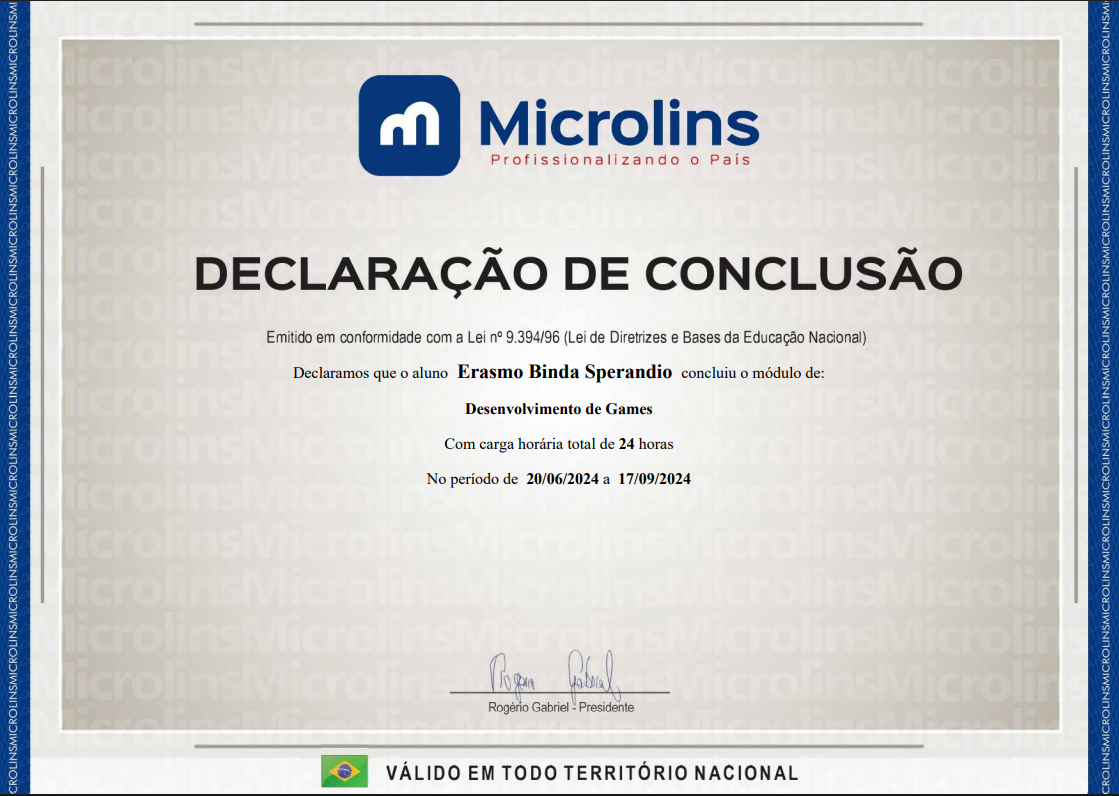 Microlins
Profissionalizando o País
DECLARAÇÃO DE CONCLUSÃO
Emitido em conformidade com a Lei nº 9.394/96 (Lei de Diretrizes e Bases da Educação Nacional)
Declaramos que o aluno Erasmo Binda Sperandio concluiu o módulo de:
Desenvolvimento de Games
Com carga horária total de 24 horas
No período de 20/06/2024 a 17/09/2024
Rogério Gabriel
Rogério Gabriel - Presidente
VÁLIDO EM TODO TERRITÓRIO NACIONAL